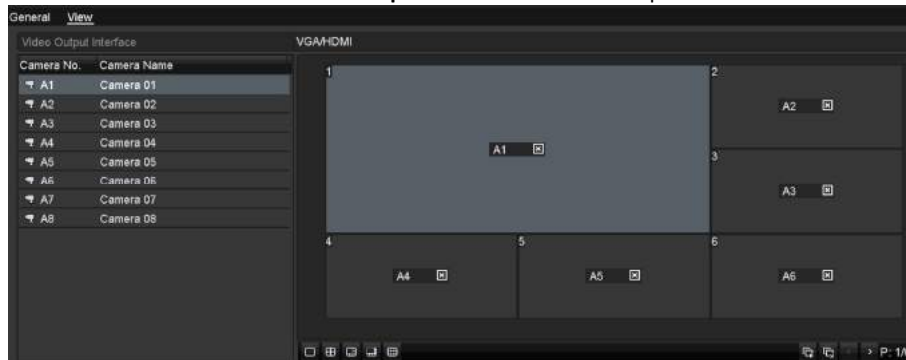 General View
Video Output Interface VGA/HDMI
Camera No. Camera Name
A1 Camera 01
A2 Camera 02
A3 Camera 03
A4 Camera 04
A5 Camera 05
A6 Camera 06
A7 Camera 07
A8 Camera 08
1 2
A2
A1
3
A3
4 5 6
A4 A5 A6